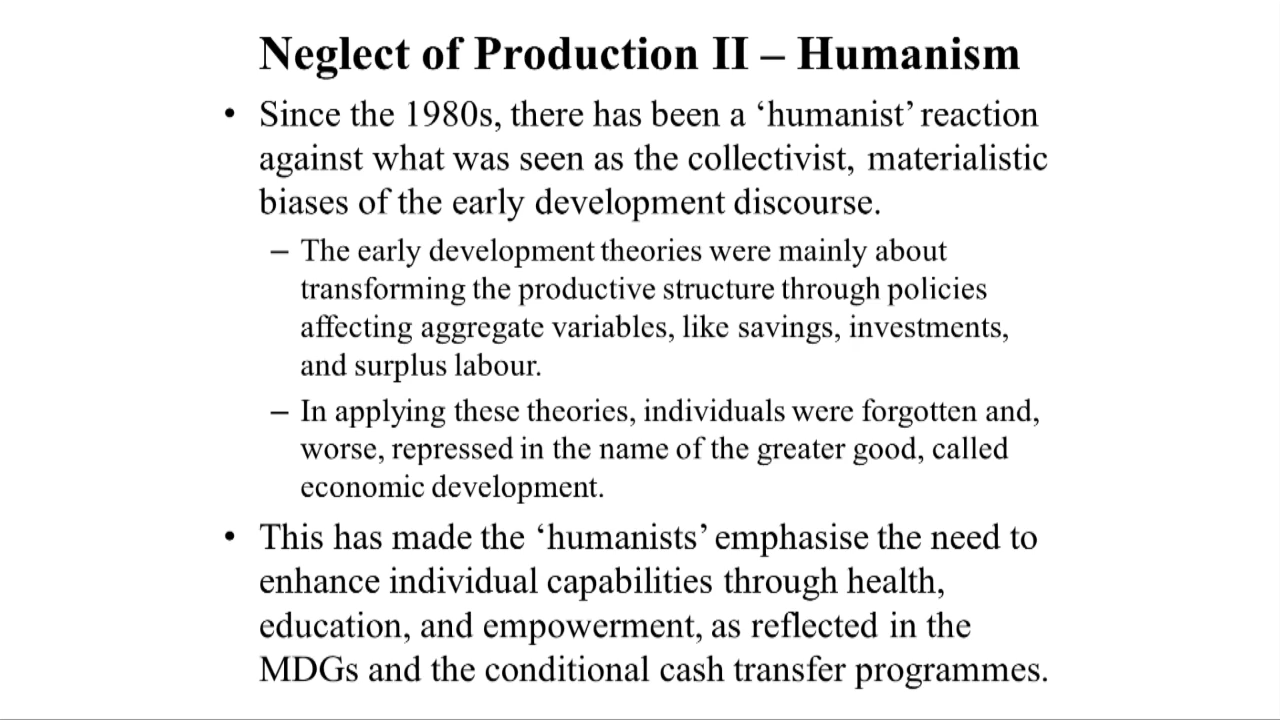 Neglect of Production II – Humanism
• Since the 1980s, there has been a ‘humanist’ reaction
against what was seen as the collectivist, materialistic
biases of the early development discourse.
– The early development theories were mainly about
transforming the productive structure through policies
affecting aggregate variables, like savings, investments,
and surplus labour.
– In applying these theories, individuals were forgotten and,
worse, repressed in the name of the greater good, called
economic development.
• This has made the ‘humanists’ emphasise the need to
enhance individual capabilities through health,
education, and empowerment, as reflected in the
MDGs and the conditional cash transfer programmes.